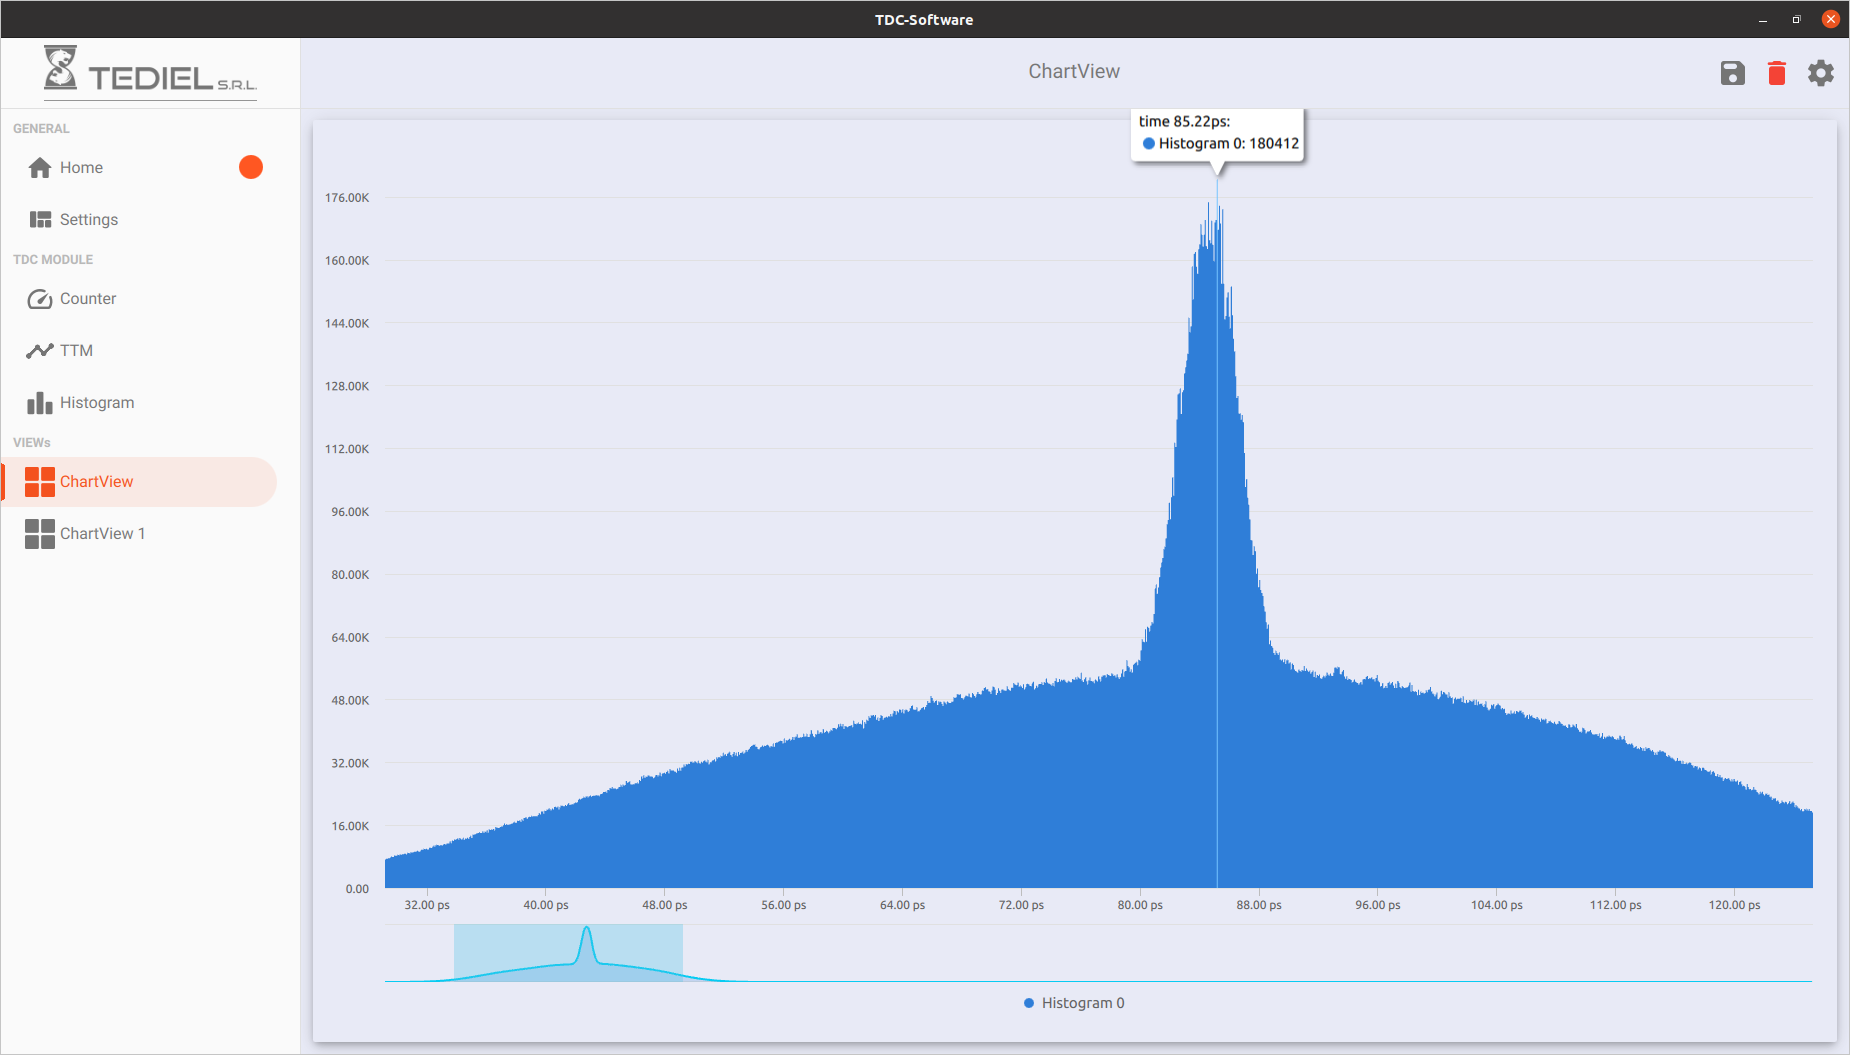 TDC-Software
TEDIEL S.R.L.
ChartView
GENERAL
Home
Settings
TDC MODULE
Counter
TTM
Histogram
VIEWs
ChartView
ChartView 1
time 85.22ps:
Histogram 0: 180412
176.00K
160.00K
144.00K
128.00K
112.00K
96.00K
80.00K
64.00K
48.00K
32.00K
16.00K
0.00
32.00 ps 40.00 ps 48.00 ps 56.00 ps 64.00 ps 72.00 ps 80.00 ps 88.00 ps 96.00 ps 104.00 ps 112.00 ps 120.00 ps
Histogram 0